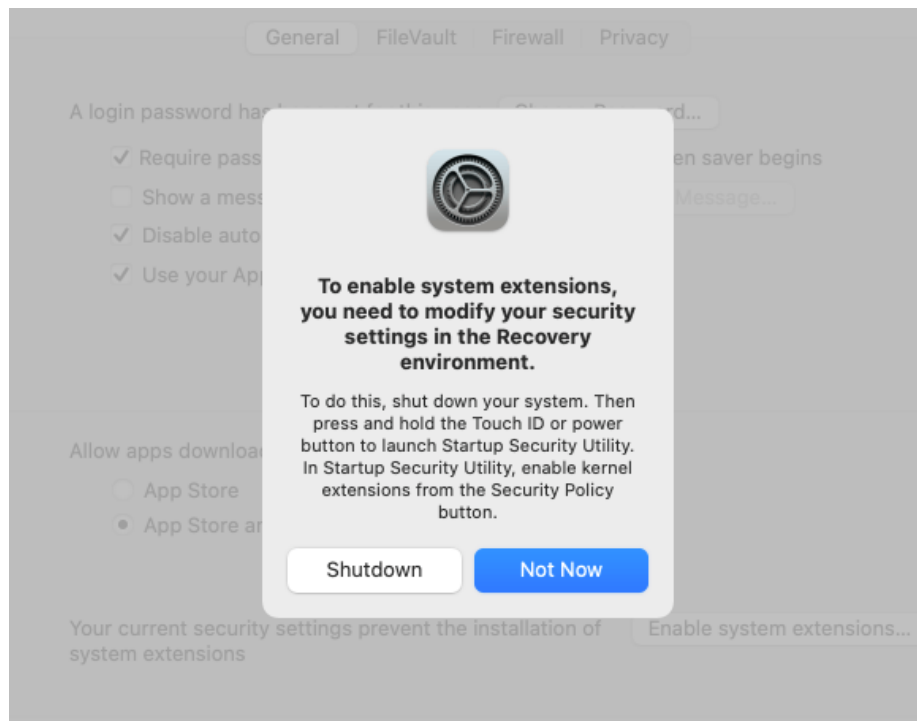 General FileVault Firewall Privacy
A login password has
Require pass en saver begins
Show a mess Message...
Disable auto
Use your Ap
To enable system extensions,
you need to modify your security
settings in the Recovery
environment.
To do this, shut down your system. Then
press and hold the Touch ID or power
button to launch Startup Security Utility.
In Startup Security Utility, enable kernel
extensions from the Security Policy
button.
Allow apps downloa
App Store
App Store an
Shutdown Not Now
Your current security settings prevent the installation of Enable system extensions...
system extensions